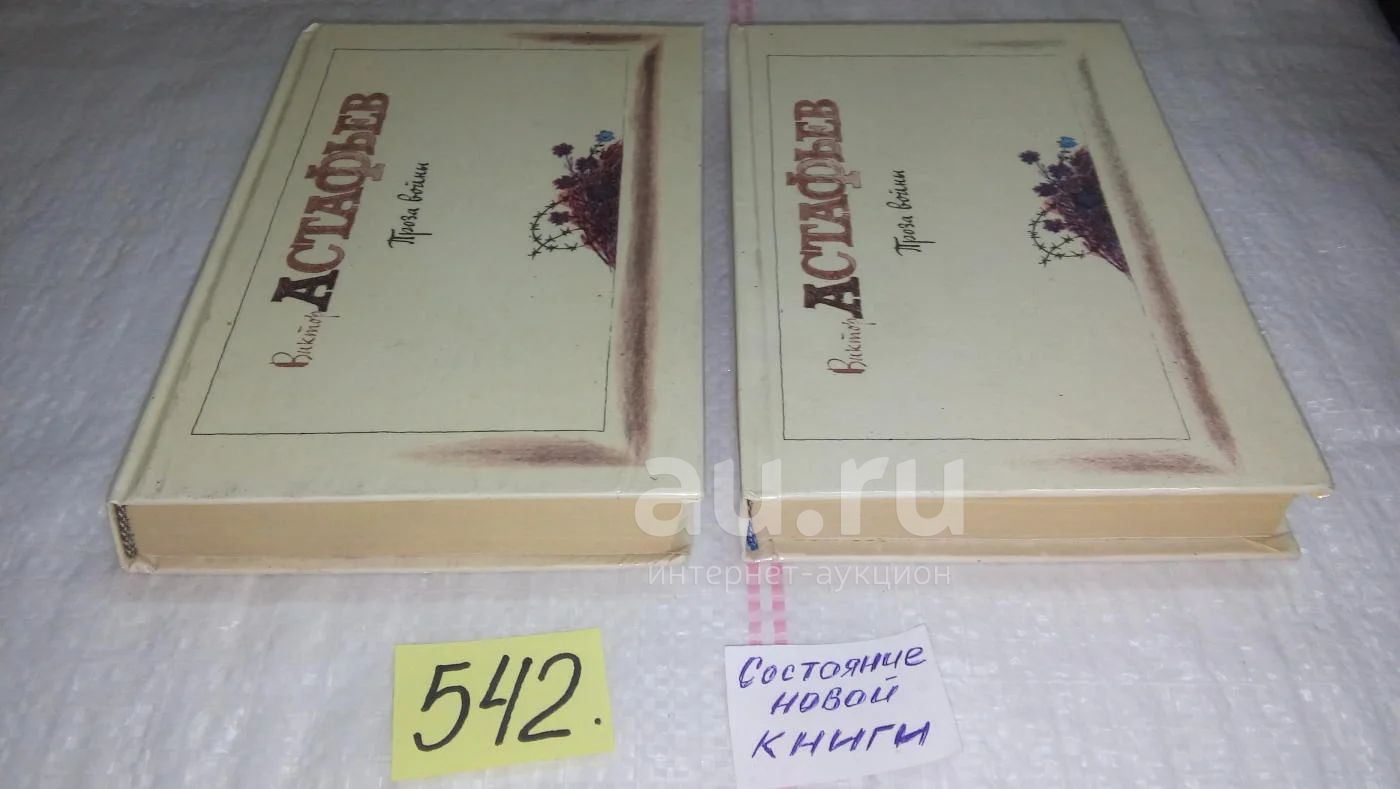 Виктор
АСТАФЬЕВ
Проза войны
Виктор
АСТАФЬЕВ
Проза войны
au.ru
интернет-аукцион
542.
Состояние
новой
книги